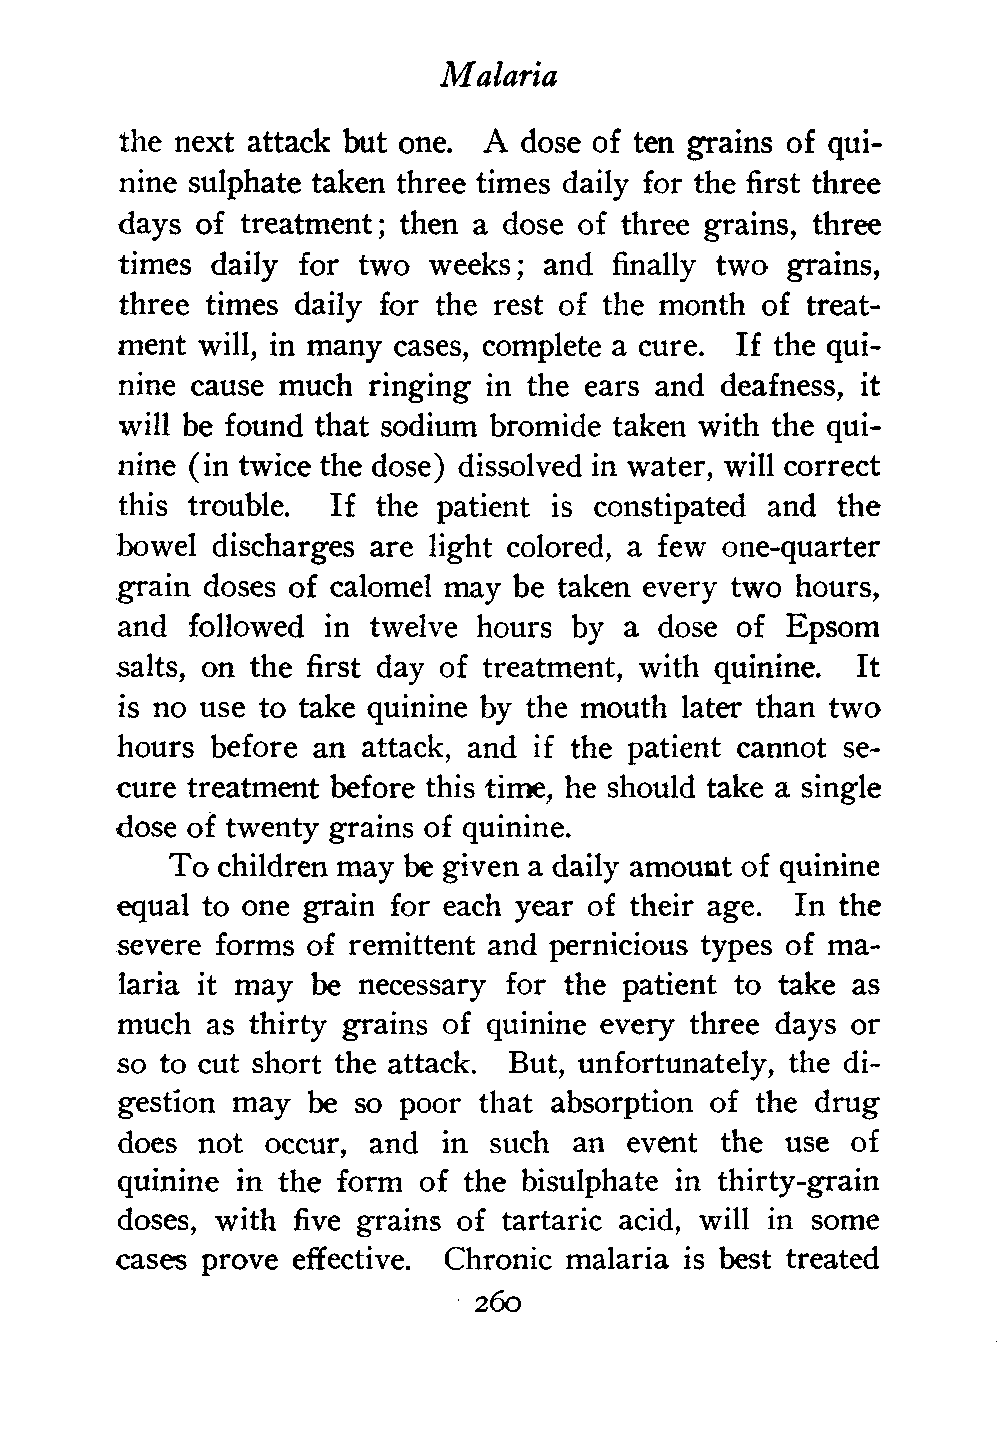 Malaria
the next attack but one. A dose of ten grains of qui-
nine sulphate taken three times daily for the first three
days of treatment; then a dose of three grains, three
times daily for two weeks; and finally two grains,
three times daily for the rest of the month of treat-
ment will, in many cases, complete a cure. If the qui-
nine cause much ringing in the ears and deafness, it
will be found that sodium bromide taken with the qui-
nine (in twice the dose) dissolved in water, will correct
this trouble. If the patient is constipated and the
bowel discharges are light colored, a few one-quarter
grain doses of calomel may be taken every two hours,
and followed in twelve hours by a dose of Epsom
salts, on the first day of treatment, with quinine. It
is no use to take quinine by the mouth later than two
hours before an attack, and if the patient cannot se-
cure treatment before this time, he should take a single
dose of twenty grains of quinine.
To children may be given a daily amount of quinine
equal to one grain for each year of their age. In the
severe forms of remittent and pernicious types of ma-
laria it may be necessary for the patient to take as
much as thirty grains of quinine every three days or
so to cut short the attack. But, unfortunately, the di-
gestion may be so poor that absorption of the drug
does not occur, and in such an event the use of
quinine in the form of the bisulphate in thirty-grain
doses, with five grains of tartaric acid, will in some
cases prove effective. Chronic malaria is best treated
260